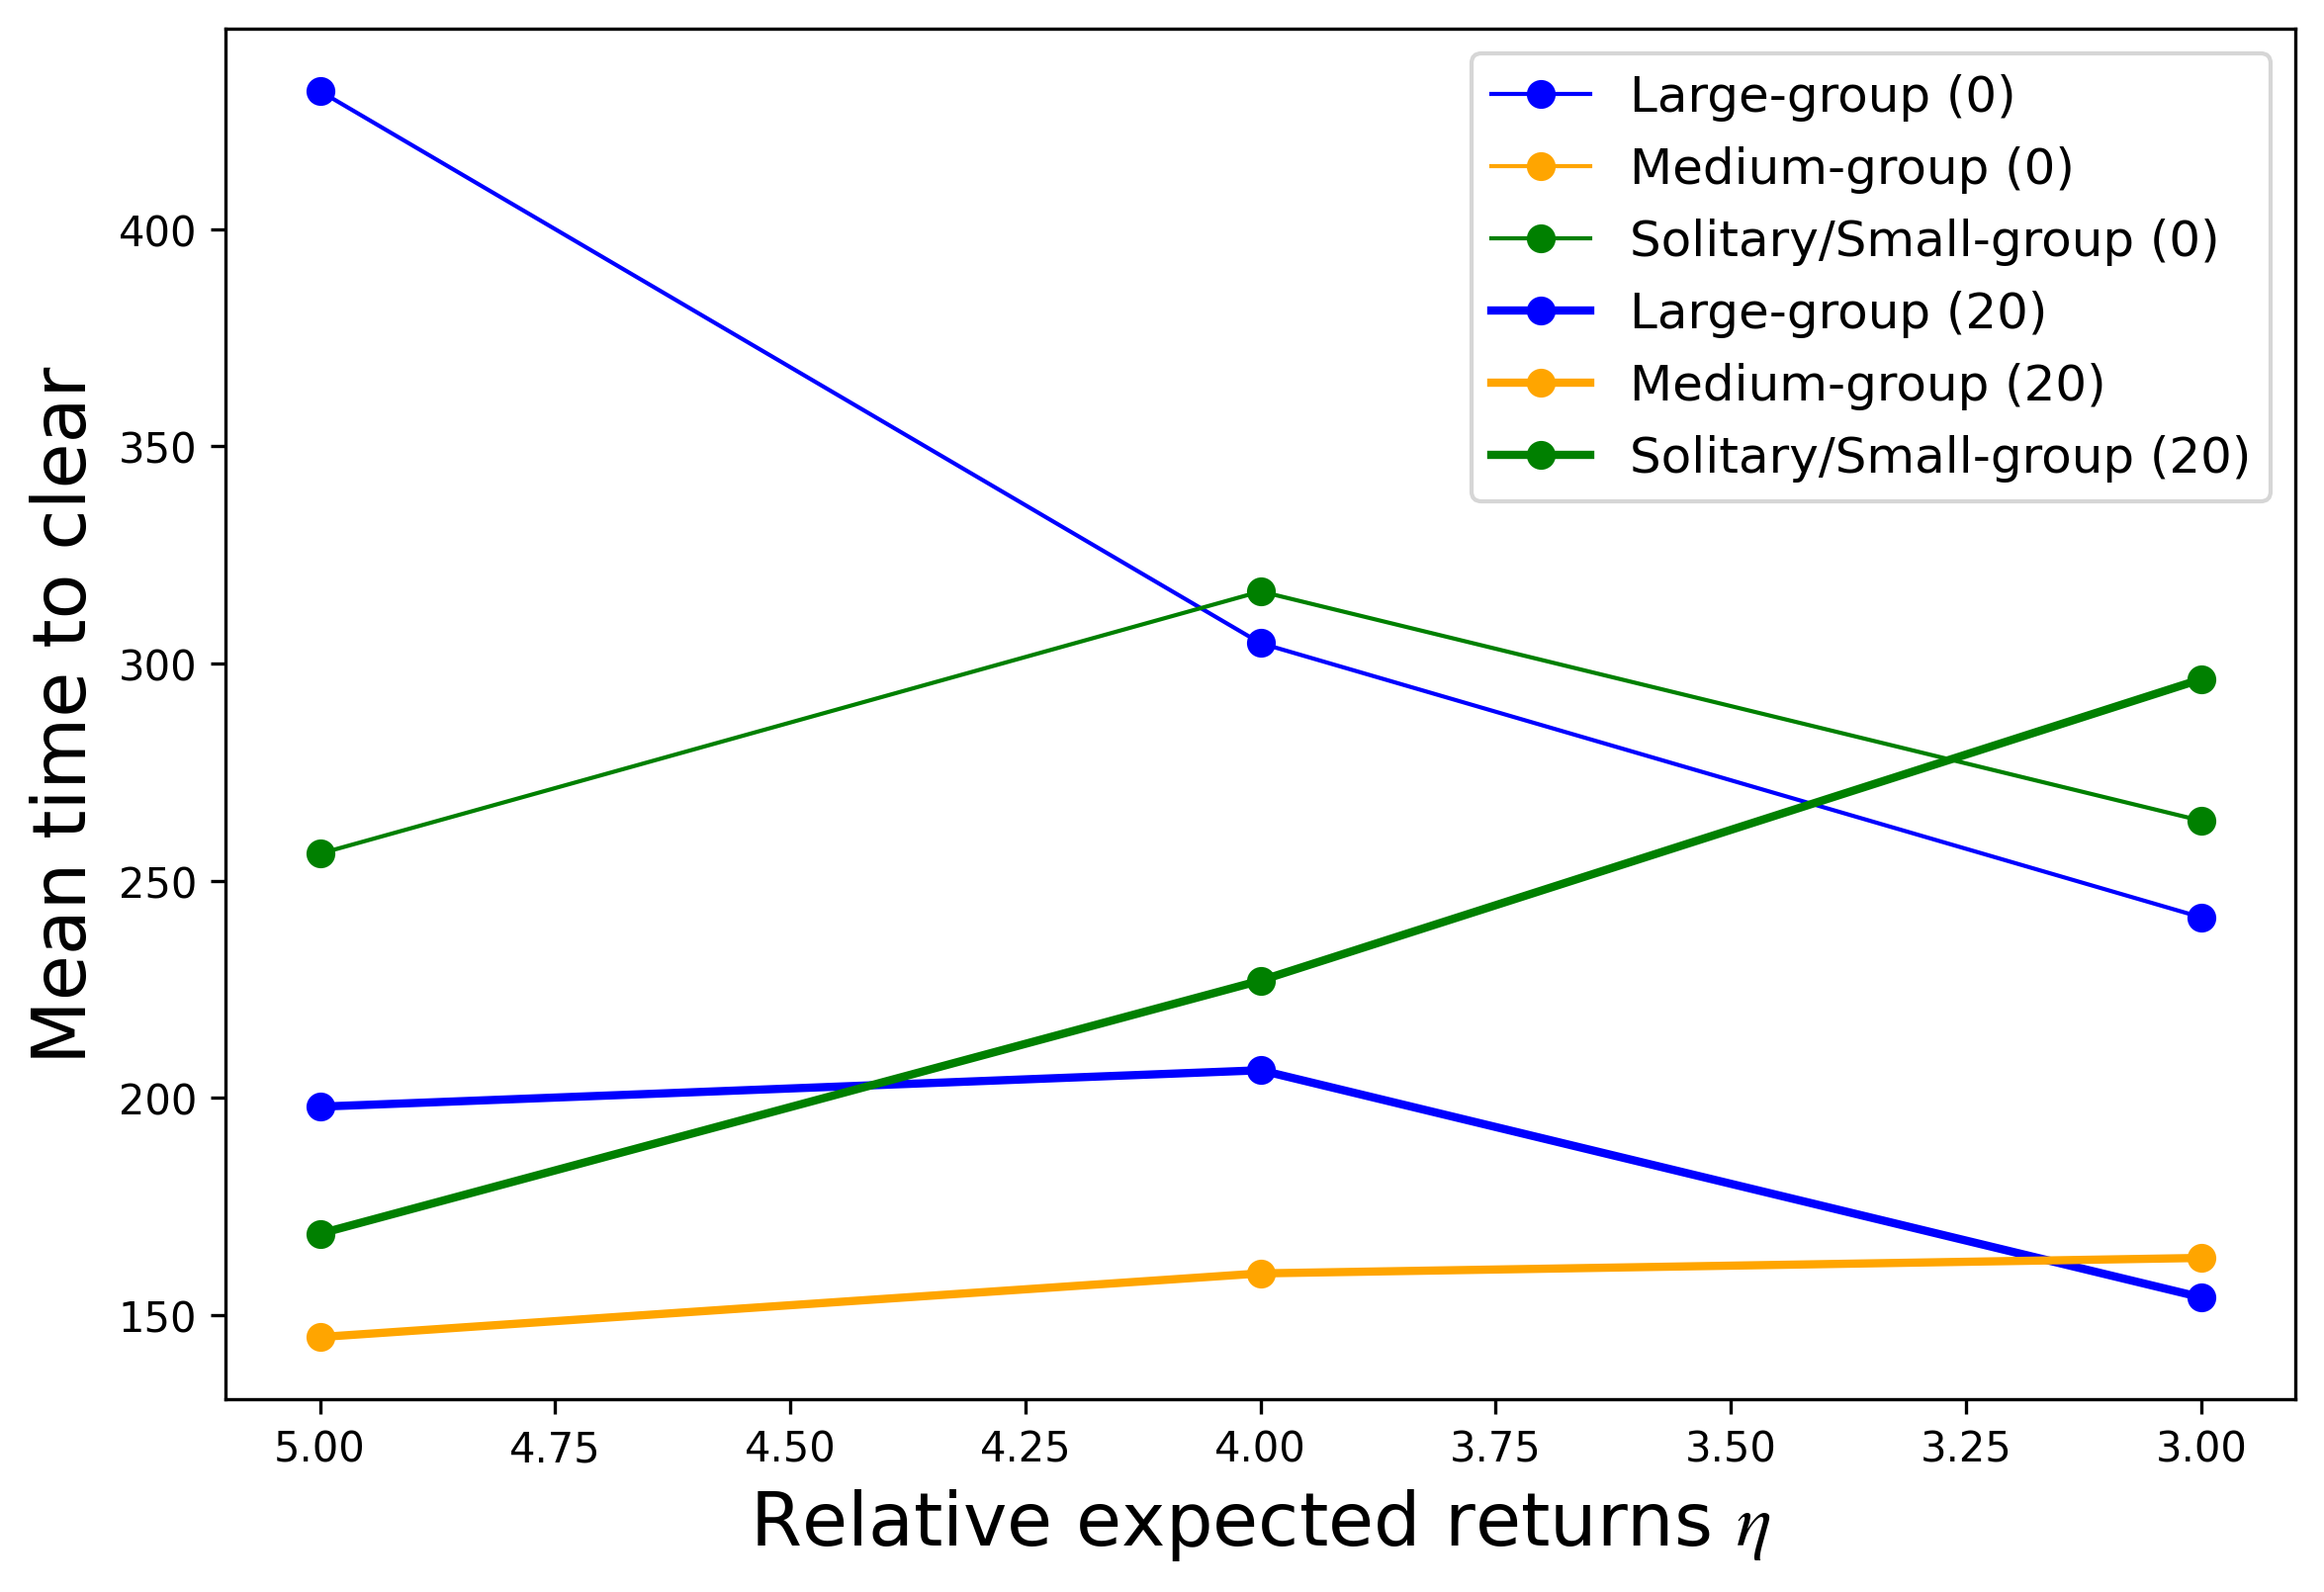 Large-group (0)
Medium-group (0)
Solitary/Small-group (0)
Large-group (20)
Medium-group (20)
Solitary/Small-group (20)
Mean time to clear
400
350
300
250
200
150
5.00 4.75 4.50 4.25 4.00 3.75 3.50 3.25 3.00
Relative expected returns η